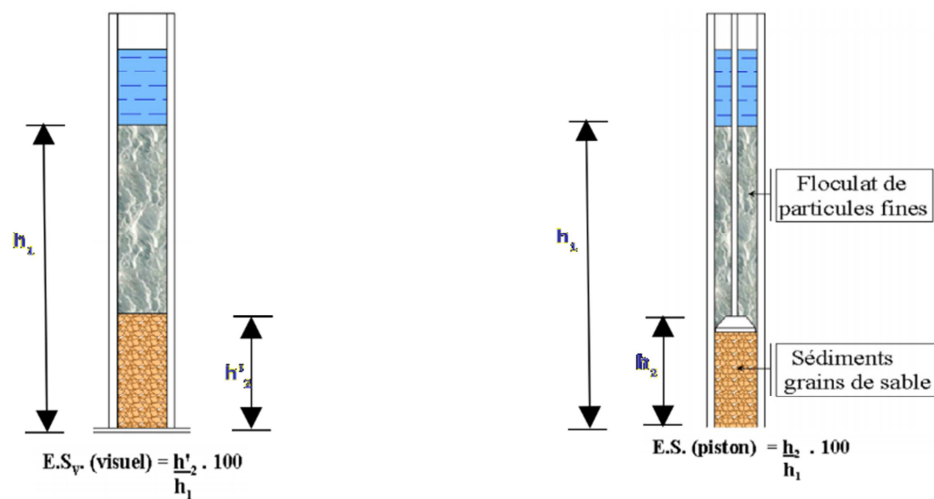 h₁
h'₂
E.Sᵥ. (visuel) = h'₂ . 100
h₁
h₁
h₂
Floculat de
particules fines
Sédiments
grains de sable
E.S. (piston) = h₂ . 100
h₁